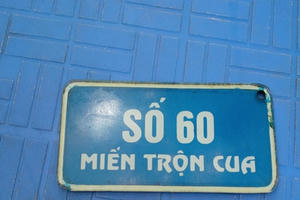 SỐ 60
MIẾN TRỘN CUA